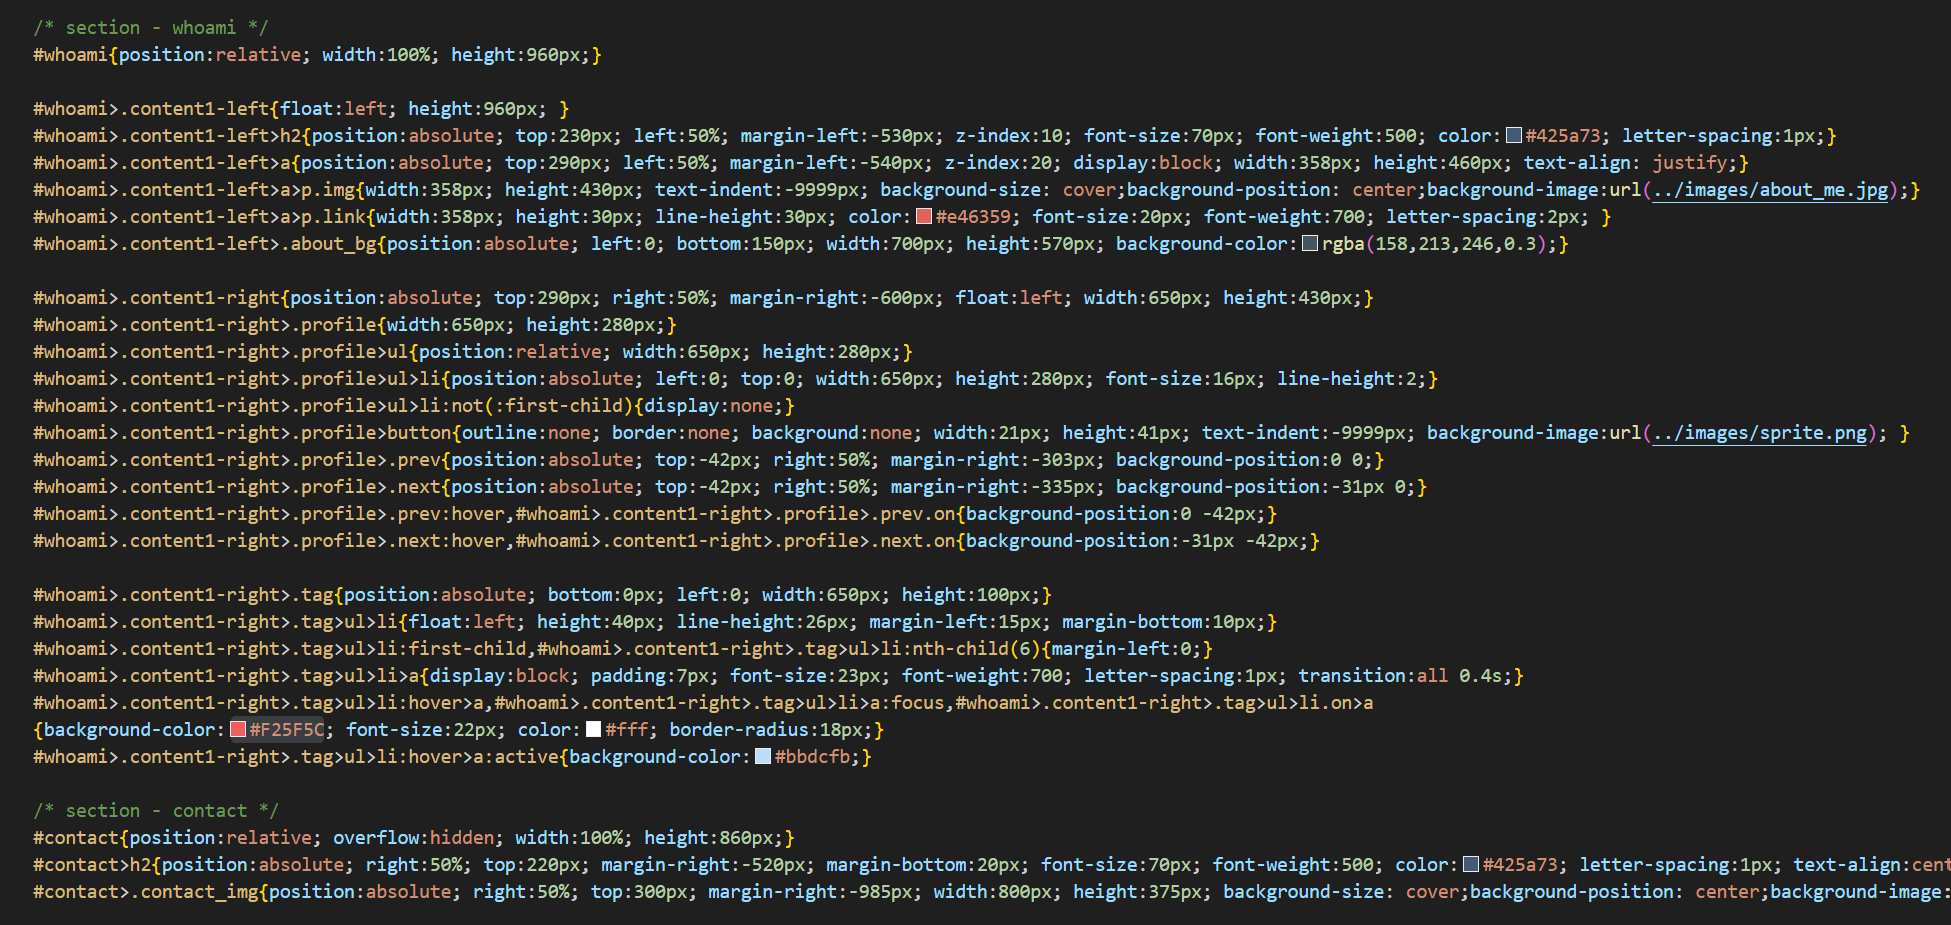 /* section - whoami */
#whoami{position:relative; width:100%; height:960px;}
#whoami>.content1-left{float:left; height:960px; }
#whoami>.content1-left>h2{position:absolute; top:230px; left:50%; margin-left:-530px; z-index:10; font-size:70px; font-weight:500; color:#425a73; letter-spacing:1px;}
#whoami>.content1-left>a{position:absolute; top:290px; left:50%; margin-left:-540px; z-index:20; display:block; width:358px; height:460px; text-align: justify;}
#whoami>.content1-left>a>p.img{width:358px; height:430px; text-indent:-9999px; background-size: cover;background-position: center;background-image:url(../images/about_me.jpg);}
#whoami>.content1-left>a>p.link{width:358px; height:30px; line-height:30px; color:#e46359; font-size:20px; font-weight:700; letter-spacing:2px; }
#whoami>.content1-left>.about_bg{position:absolute; left:0; bottom:150px; width:700px; height:570px; background-color:rgba(158,213,246,0.3);}
#whoami>.content1-right{position:absolute; top:290px; right:50%; margin-right:-600px; float:left; width:650px; height:430px;}
#whoami>.content1-right>.profile{width:650px; height:280px;}
#whoami>.content1-right>.profile>ul{position:relative; width:650px; height:280px;}
#whoami>.content1-right>.profile>ul>li{position:absolute; left:0; top:0; width:650px; height:280px; font-size:16px; line-height:2;}
#whoami>.content1-right>.profile>ul>li:not(:first-child){display:none;}
#whoami>.content1-right>.profile>button{outline:none; border:none; background:none; width:21px; height:41px; text-indent:-9999px; background-image:url(../images/sprite.png); }
#whoami>.content1-right>.profile>.prev{position:absolute; top:-42px; right:50%; margin-right:-303px; background-position:0 0;}
#whoami>.content1-right>.profile>.next{position:absolute; top:-42px; right:50%; margin-right:-335px; background-position:-31px 0;}
#whoami>.content1-right>.profile>.prev:hover,#whoami>.content1-right>.profile>.prev.on{background-position:0 -42px;}
#whoami>.content1-right>.profile>.next:hover,#whoami>.content1-right>.profile>.next.on{background-position:-31px -42px;}
#whoami>.content1-right>.tag{position:absolute; bottom:0px; left:0; width:650px; height:100px;}
#whoami>.content1-right>.tag>ul>li{float:left; height:40px; line-height:26px; margin-left:15px; margin-bottom:10px;}
#whoami>.content1-right>.tag>ul>li:first-child,#whoami>.content1-right>.tag>ul>li:nth-child(6){margin-left:0;}
#whoami>.content1-right>.tag>ul>li>a{display:block; padding:7px; font-size:23px; font-weight:700; letter-spacing:1px; transition:all 0.4s;}
#whoami>.content1-right>.tag>ul>li:hover>a,#whoami>.content1-right>.tag>ul>li>a:focus,#whoami>.content1-right>.tag>ul>li.on>a
{background-color:#F25F5C; font-size:22px; color:#fff; border-radius:18px;}
#whoami>.content1-right>.tag>ul>li:hover>a:active{background-color:#bbdcfb;}
/* section - contact */
#contact{position:relative; overflow:hidden; width:100%; height:860px;}
#contact>h2{position:absolute; right:50%; top:220px; margin-right:-520px; margin-bottom:20px; font-size:70px; font-weight:500; color:#425a73; letter-spacing:1px; text-align:cent
#contact>.contact_img{position:absolute; right:50%; top:300px; margin-right:-985px; width:800px; height:375px; background-size: cover;background-position: center;background-image: